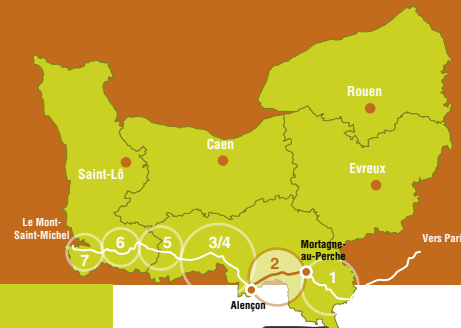 Rouen
Caen
Evreux
Saint-Lô
Le Mont-
Saint-Michel
7
6
5
3/4
2
1
Mortagne-
au-Perche
Vers Pari
Alençon